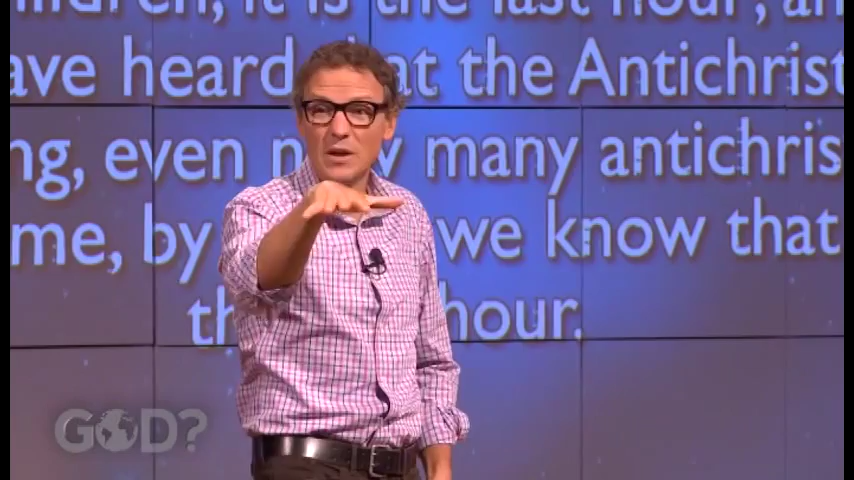 it is the last hour, an
ave heard at the Antichrist
g, even many antichris
me, by we know that
hour.
GOD?